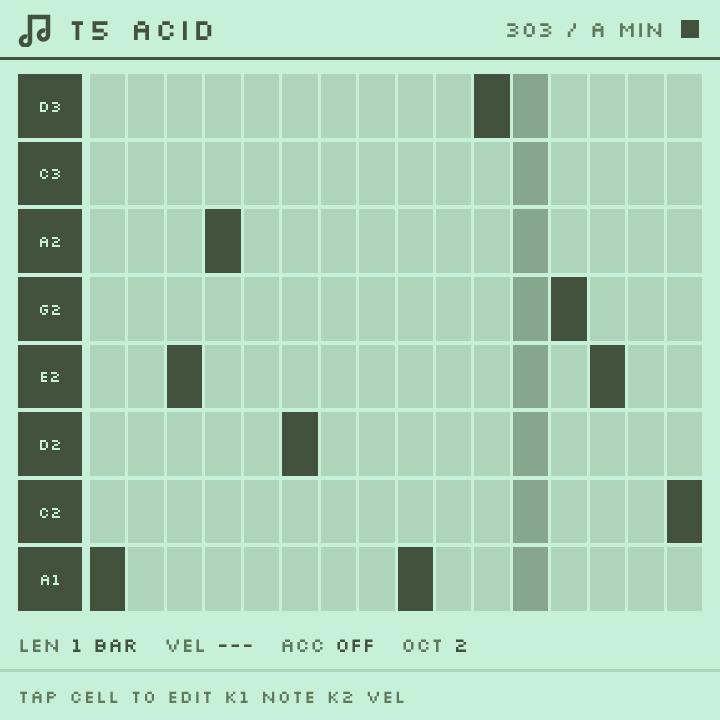 T5 ACID
303 / A MIN
D3
C3
A2
G2
E2
D2
C2
A1
LEN 1 BAR VEL --- ACC OFF OCT 2
TAP CELL TO EDIT K1 NOTE K2 VEL